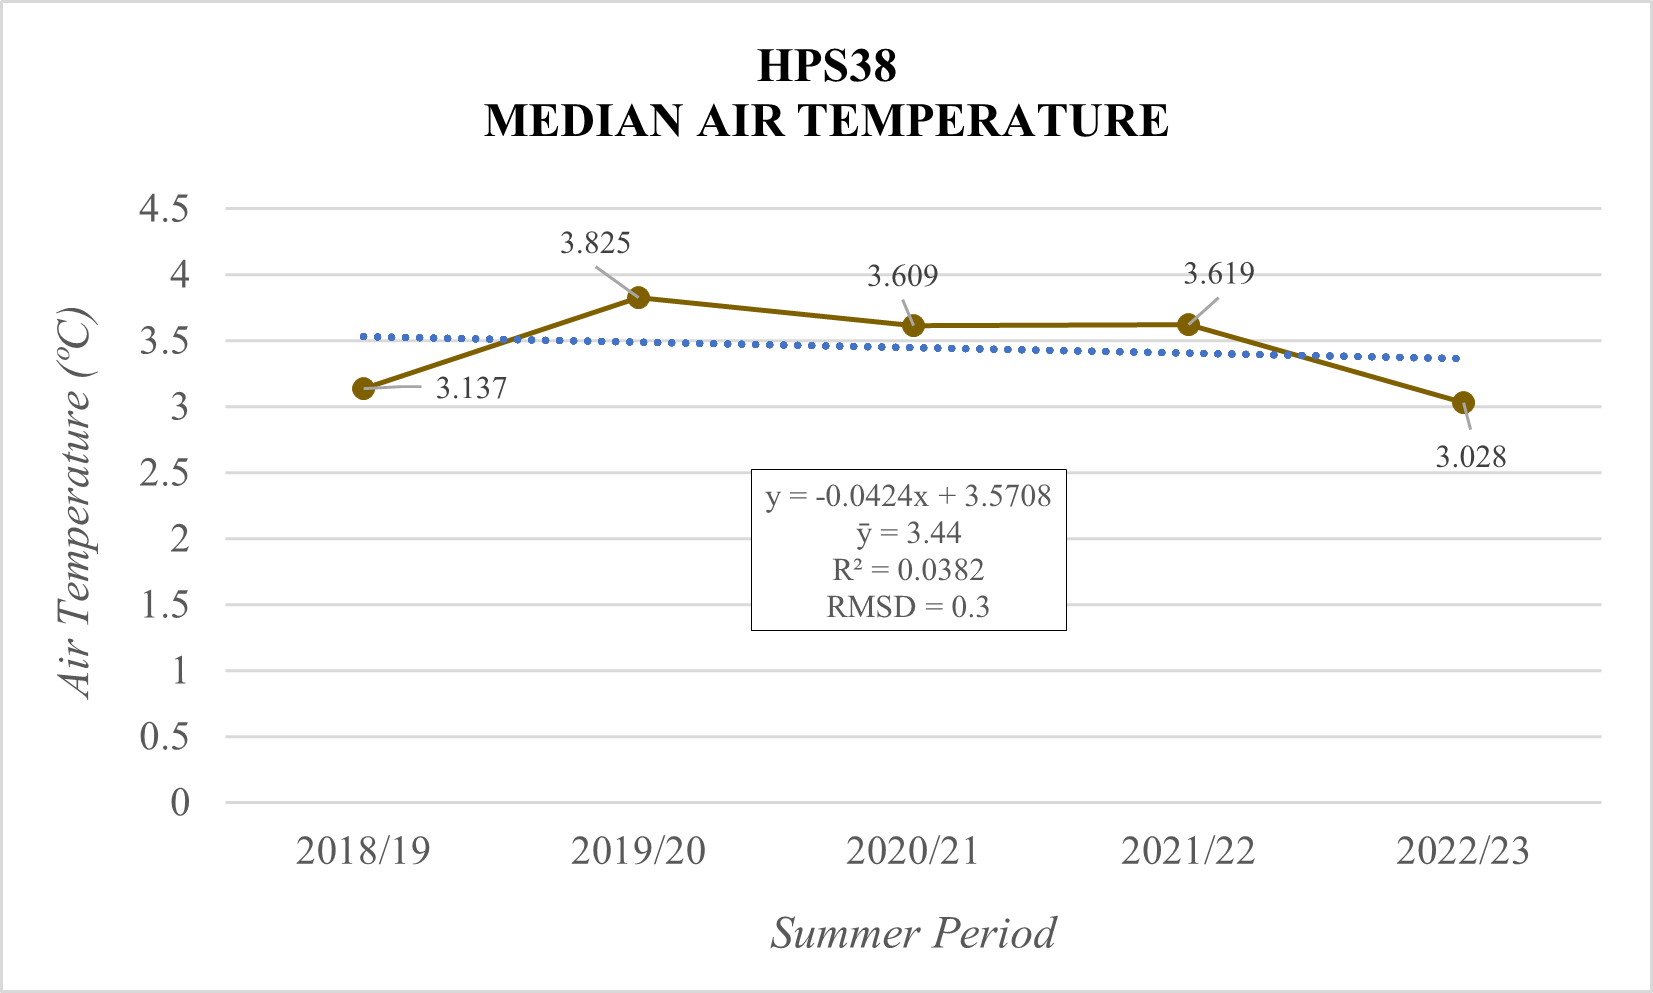 HPS38
MEDIAN AIR TEMPERATURE
Air Temperature (ºC)
4.5
4
3.5
3
2.5
2
1.5
1
0.5
0
3.137
3.825
3.609
3.619
3.028
y = -0.0424x + 3.5708
ȳ = 3.44
R² = 0.0382
RMSD = 0.3
2018/19
2019/20
2020/21
2021/22
2022/23
Summer Period